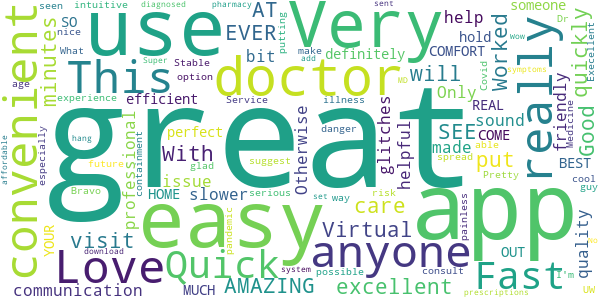 great
app
use
easy
Very
doctor
This
convenient
really
anyone
Love
Quick
Fast
Good
quickly
will
put
SEE
Worked
With
AMAZING
excellent
care
Virtual
visit
minutes
EVER
AT
help
someone
hold
definitely
COMFORT
Only
REAL
sound
COME
BEST
friendly
helpful
glitches
Otherwise
made
slower
issue
perfect
efficient
professional
communication
quality
bit
SO
nice
What
age
seen
intuitive
diagnosed
pharmacy
sent
putting
make
add
Super
Stable
option
experience
Service
illness
danger
wow
Dr
Covid
Execellent
MD
symptoms
Medicine
able
spread
Pretty
cool
guy
affordable
especially
hang
future
Bravo
containment
glad
suggest
serious
risk
set
way
HOME
YOUR
MUCH
download
pandemic
system
possible
consult
painless
OUT
prescriptions
I'm
UW
No